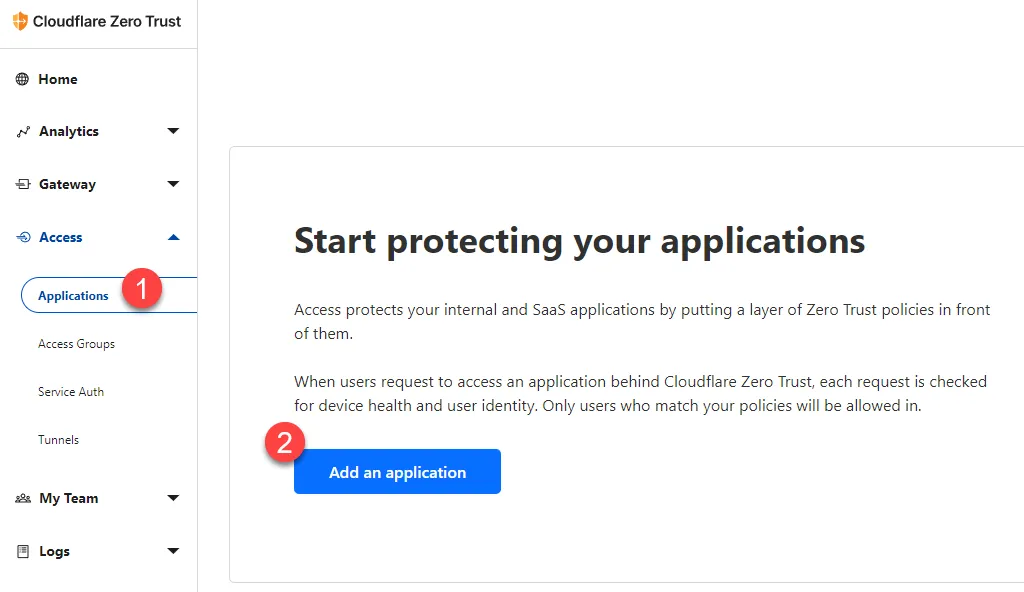 Cloudflare Zero Trust
Home
Analytics
Gateway
Access
Applications
1
Access Groups
Service Auth
Tunnels
My Team
Logs
Start protecting your applications
Access protects your internal and SaaS applications by putting a layer of Zero Trust policies in front
of them.
When users request to access an application behind Cloudflare Zero Trust, each request is checked
for device health and user identity. Only users who match your policies will be allowed in.
2
Add an application